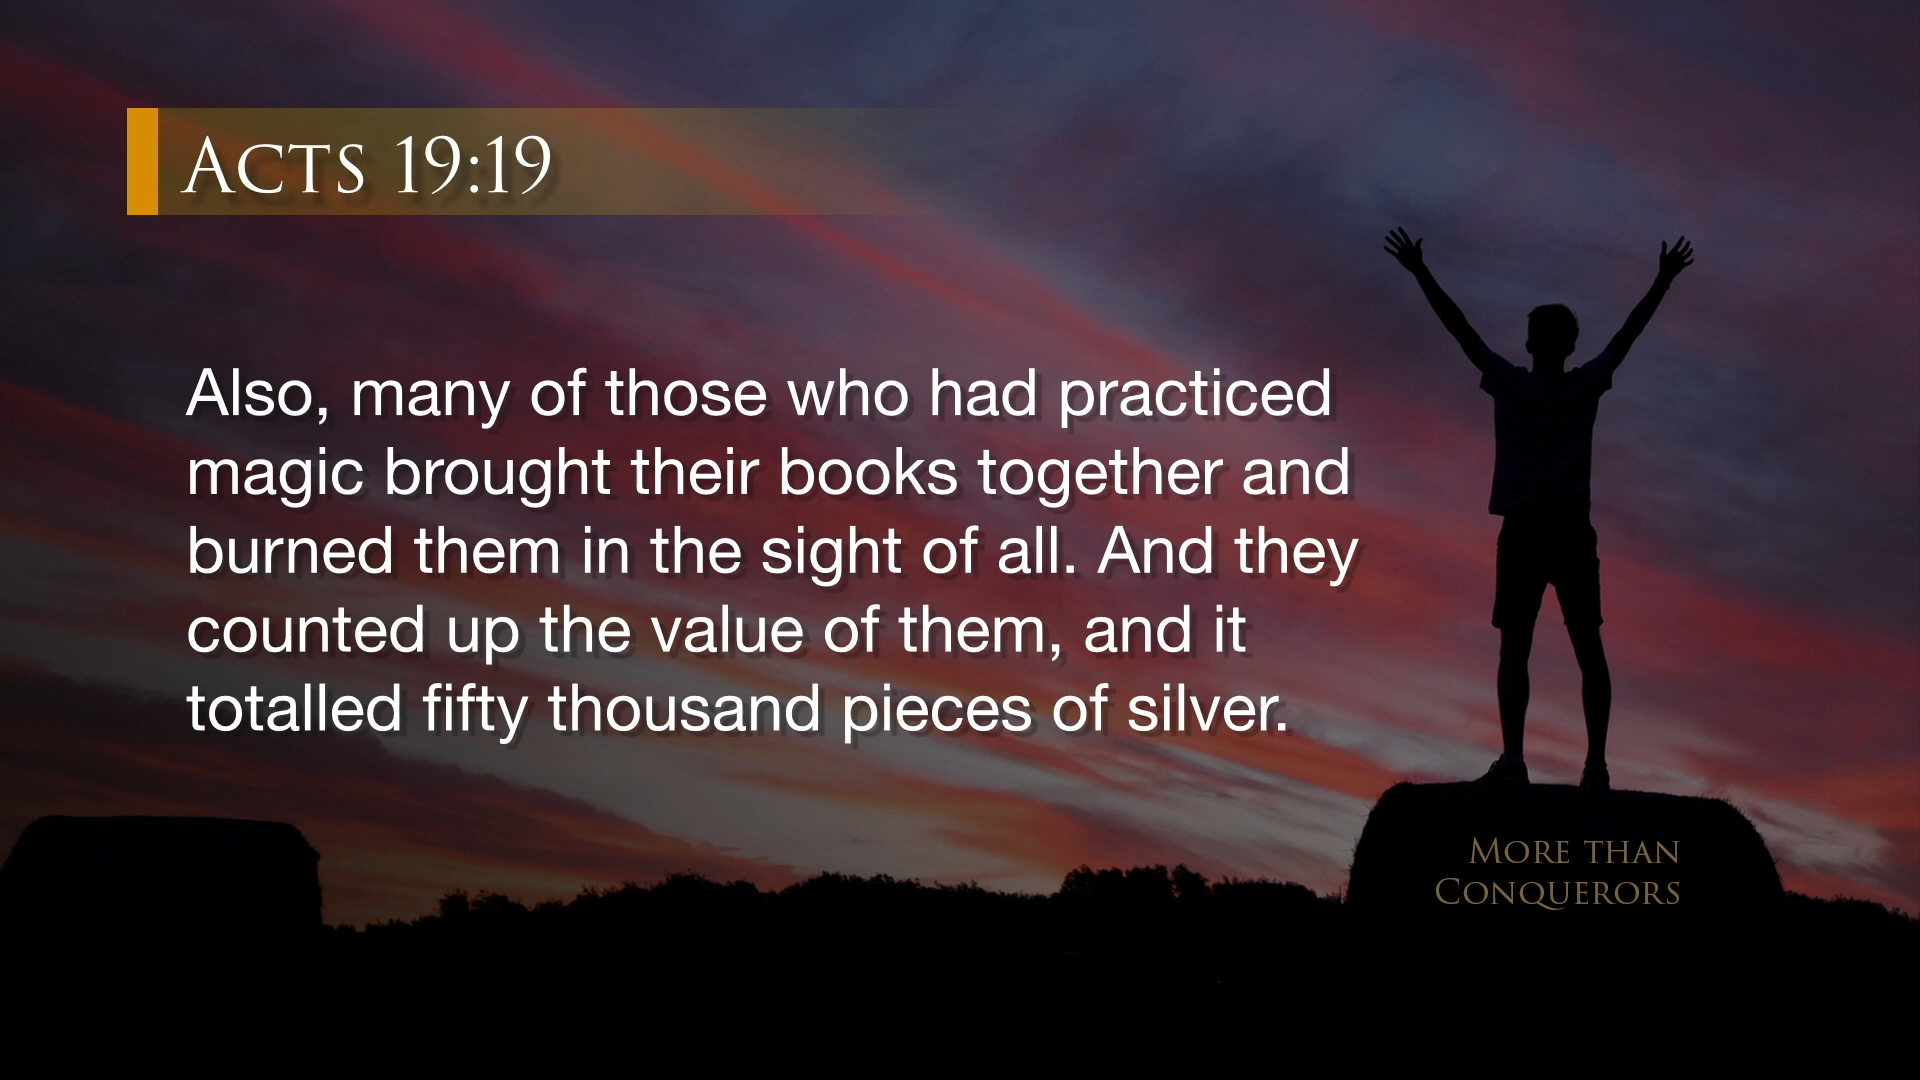 Acts 19:19
Also, many of those who had practiced
magic brought their books together and
burned them in the sight of all. And they
counted up the value of them, and it
totalled fifty thousand pieces of silver.
More than
Conquerors